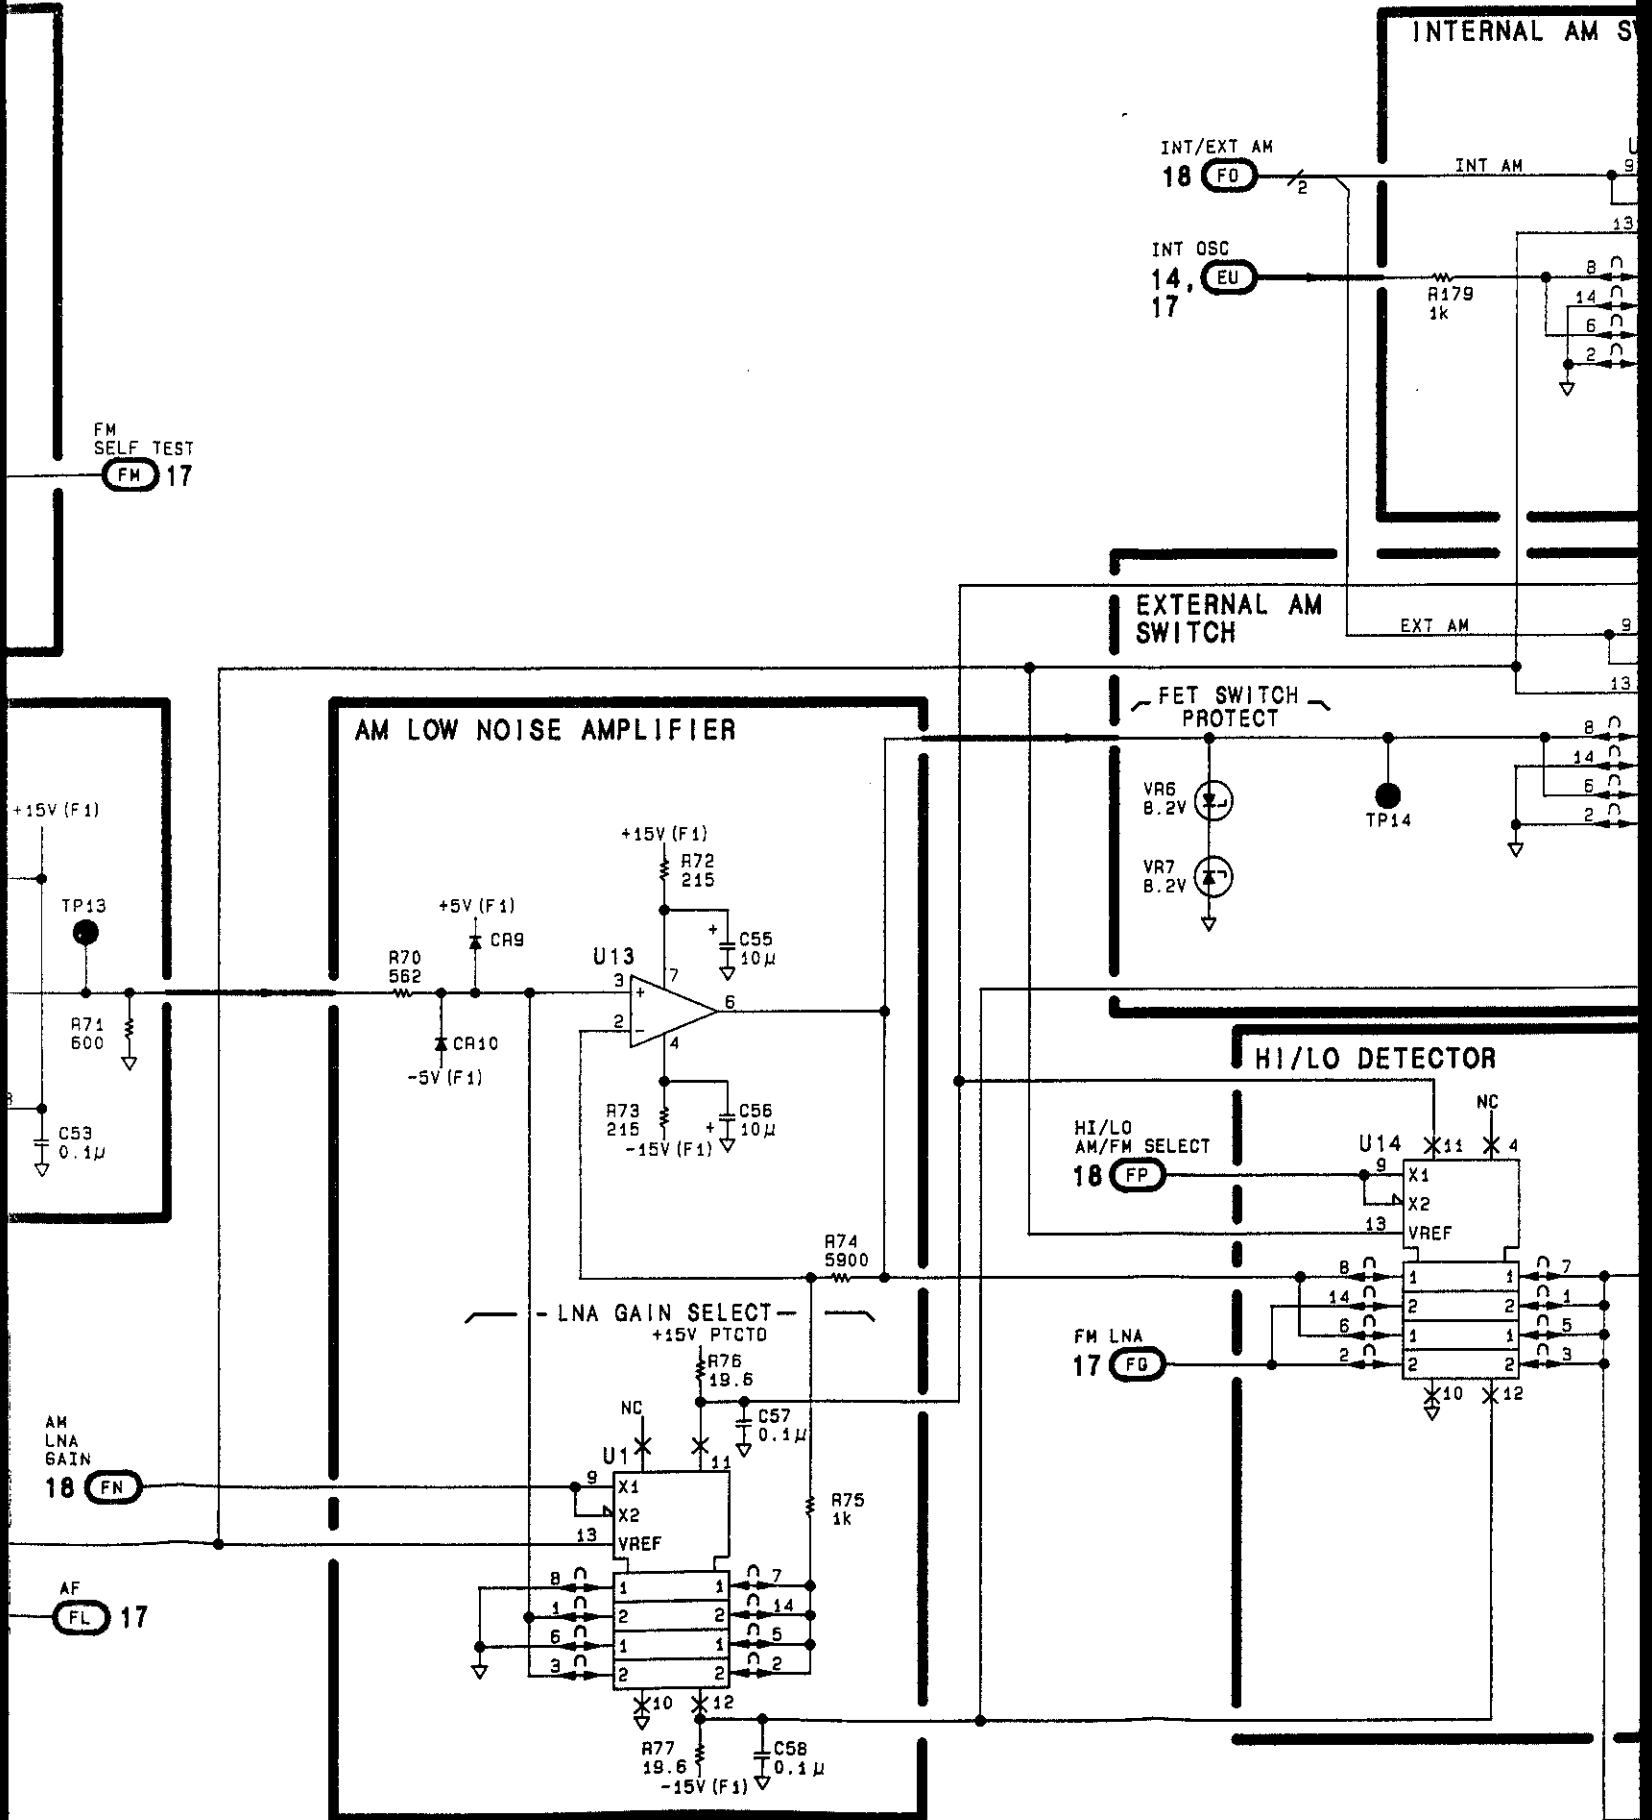 INTERNAL AM
INT/EXT AM
18 FO
2
INT AM
9
13
INT OSC
14, EU
17
R179
1k
8
14
6
2
FM
SELF TEST
FM 17
EXTERNAL AM
SWITCH
EXT AM
9
13
FET SWITCH
PROTECT
8
14
6
2
VR6
8.2V
TP14
VR7
8.2V
AM LOW NOISE AMPLIFIER
+15V(F1)
TP13
R71
600
C53
0.1µ
+15V(F1)
R72
215
+5V(F1)
CR9
R70
562
CR10
-5V(F1)
U13
3
+
2
-
7
6
4
+
C55
10µ
R73
215
+
C56
10µ
-15V(F1)
R74
5900
LNA GAIN SELECT
+15V PTCTD
R76
19.6
NC
C57
0.1µ
U1
11
AM
LNA
GAIN
18 FN
9
X1
X2
13
VREF
R75
1k
8 1 1 7
1 2 2 14
6 1 1 5
3 2 2 2
10
12
R77
19.6
C58
0.1µ
-15V(F1)
AF
FL 17
HI/LO DETECTOR
NC
HI/LO
AM/FM SELECT
18 FP
U14
11
4
9
X1
X2
13
VREF
8 1 1 7
14 2 2 1
6 1 1 5
2 2 2 3
FM LNA
17
10
12